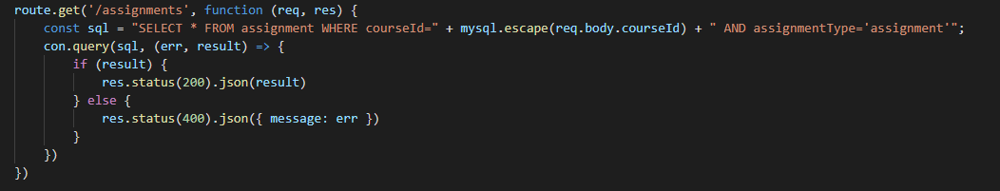 route.get('/assignments', function (req, res) {
    const sql = "SELECT * FROM assignment WHERE courseId=" + mysql.escape(req.body.courseId) + " AND assignmentType='assignment'";
    con.query(sql, (err, result) => {
        if (result) {
            res.status(200).json(result)
        } else {
            res.status(400).json({ message: err })
        }
    })
})